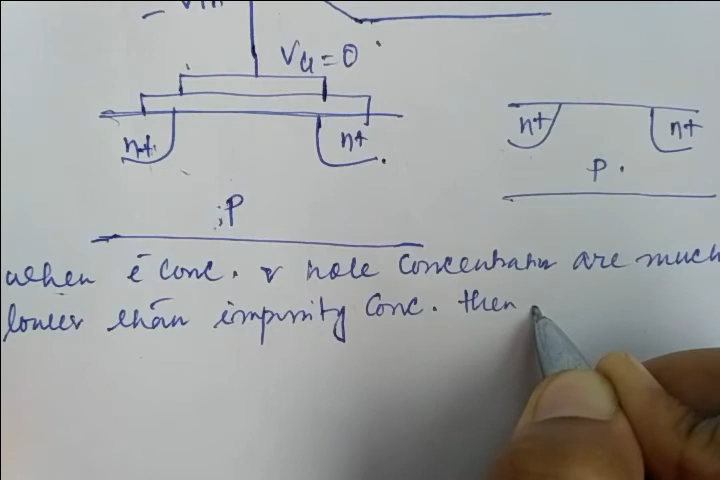 VG = 0
n+ n+
n+ n+
P
;P
when ē conc. & hole concentration are much
lower than impurity conc. then